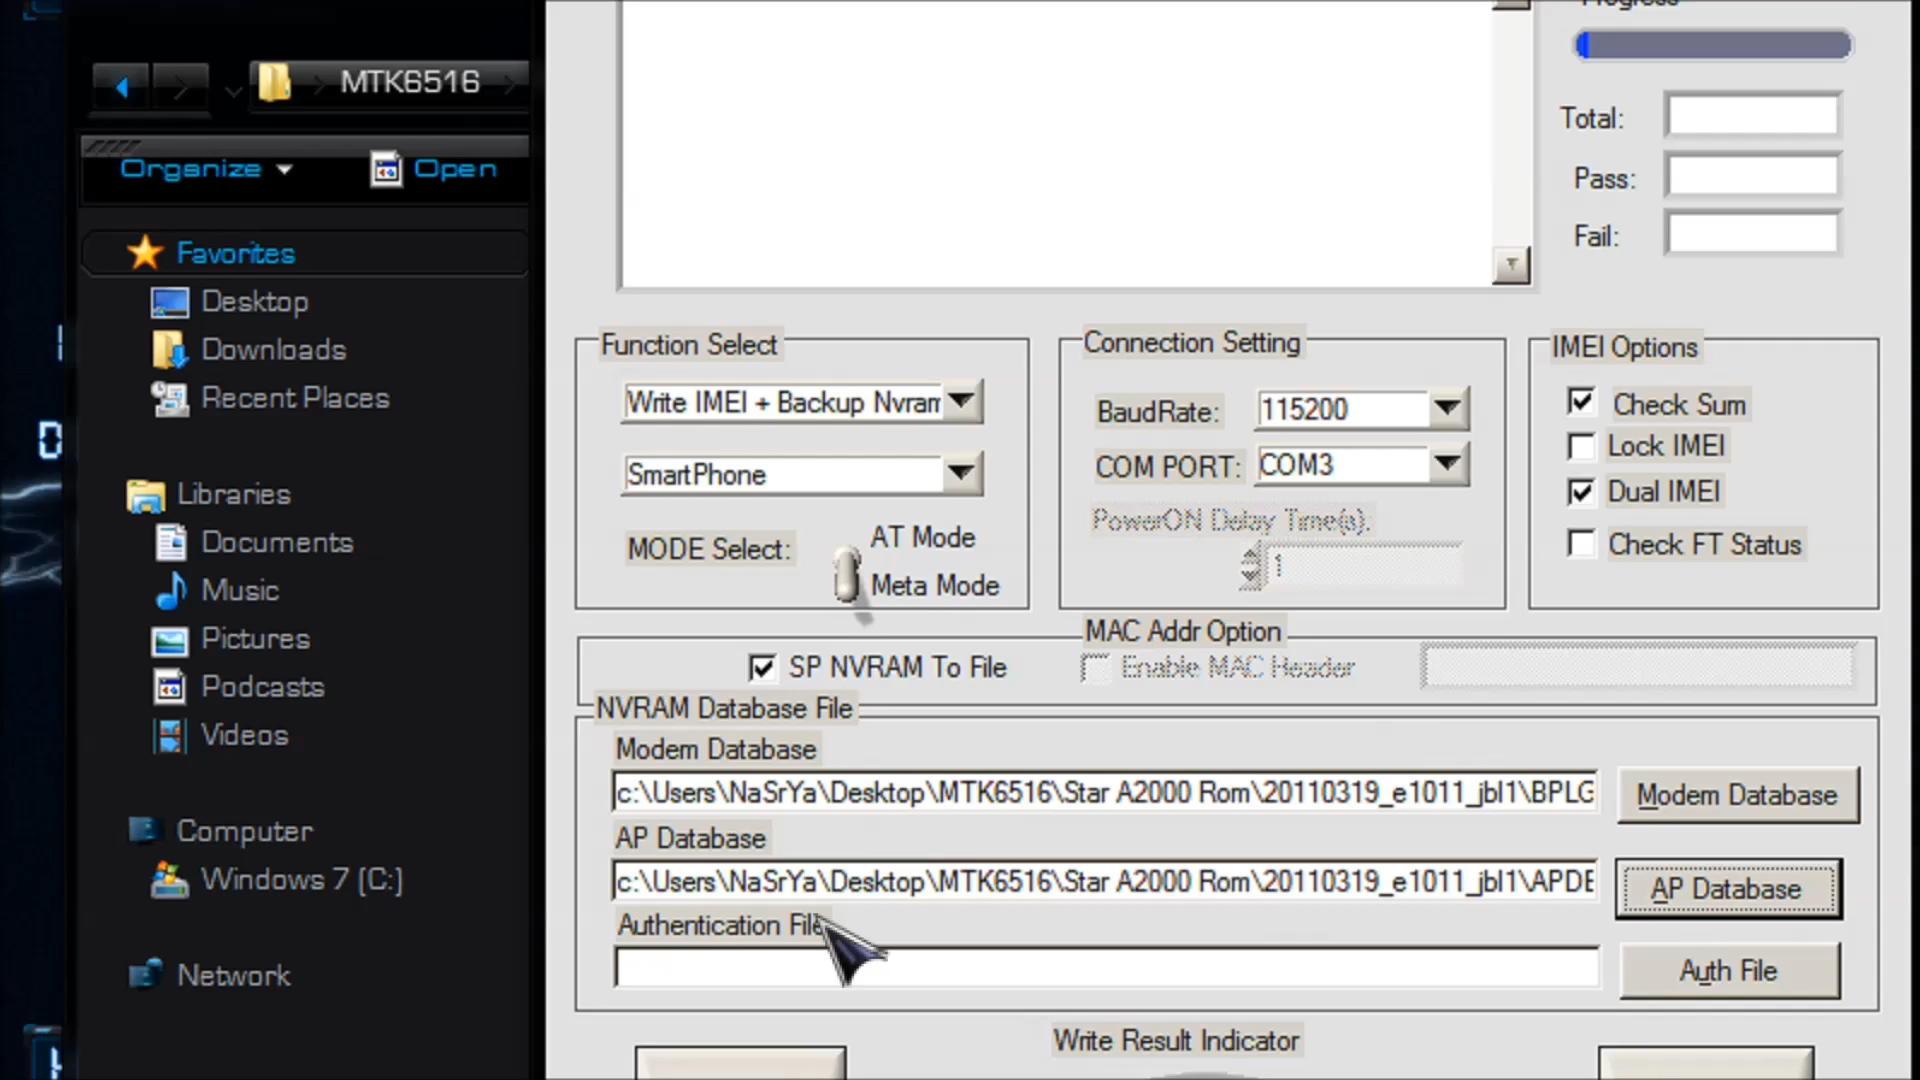 MTK6516
Organize
Open
Favorites
Desktop
Downloads
Recent Places
Libraries
Documents
Music
Pictures
Podcasts
Videos
Computer
Windows 7 (C:)
Network
Progress
Total:
Pass:
Fail:
Function Select
Write IMEI + Backup Nvram
SmartPhone
MODE Select:
AT Mode
Meta Mode
Connection Setting
BaudRate:
115200
COM PORT:
COM3
PowerON Delay Time(s):
1
IMEI Options
Check Sum
Lock IMEI
Dual IMEI
Check FT Status
MAC Addr Option
SP NVRAM To File
Enable MAC Header
NVRAM Database File
Modem Database
c:\Users\NaSrYa\Desktop\MTK6516\Star A2000 Rom\20110319_e1011_jbl1\BPLG
Modem Database
AP Database
c:\Users\NaSrYa\Desktop\MTK6516\Star A2000 Rom\20110319_e1011_jbl1\APDB
AP Database
Authentication File
Auth File
Write Result Indicator